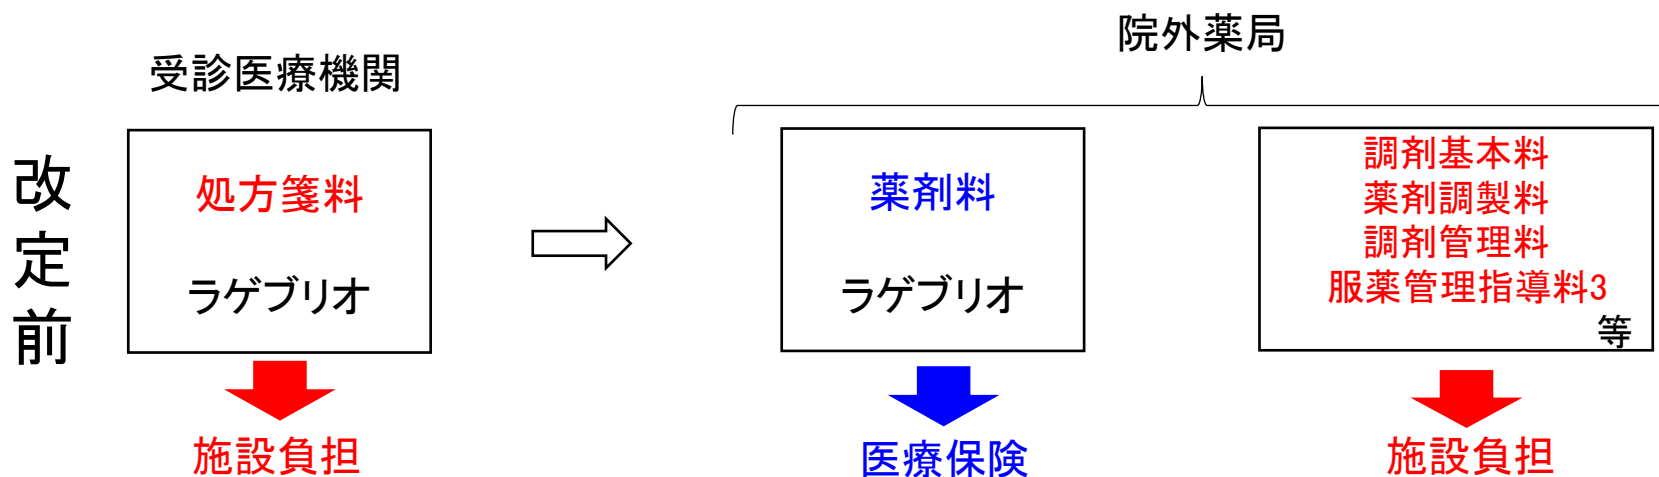 院外薬局
受診医療機関
改定前
処方箋料
ラゲブリオ
施設負担
薬剤料
ラゲブリオ
医療保険
調剤基本料
薬剤調製料
調剤管理料
服薬管理指導料3
等
施設負担